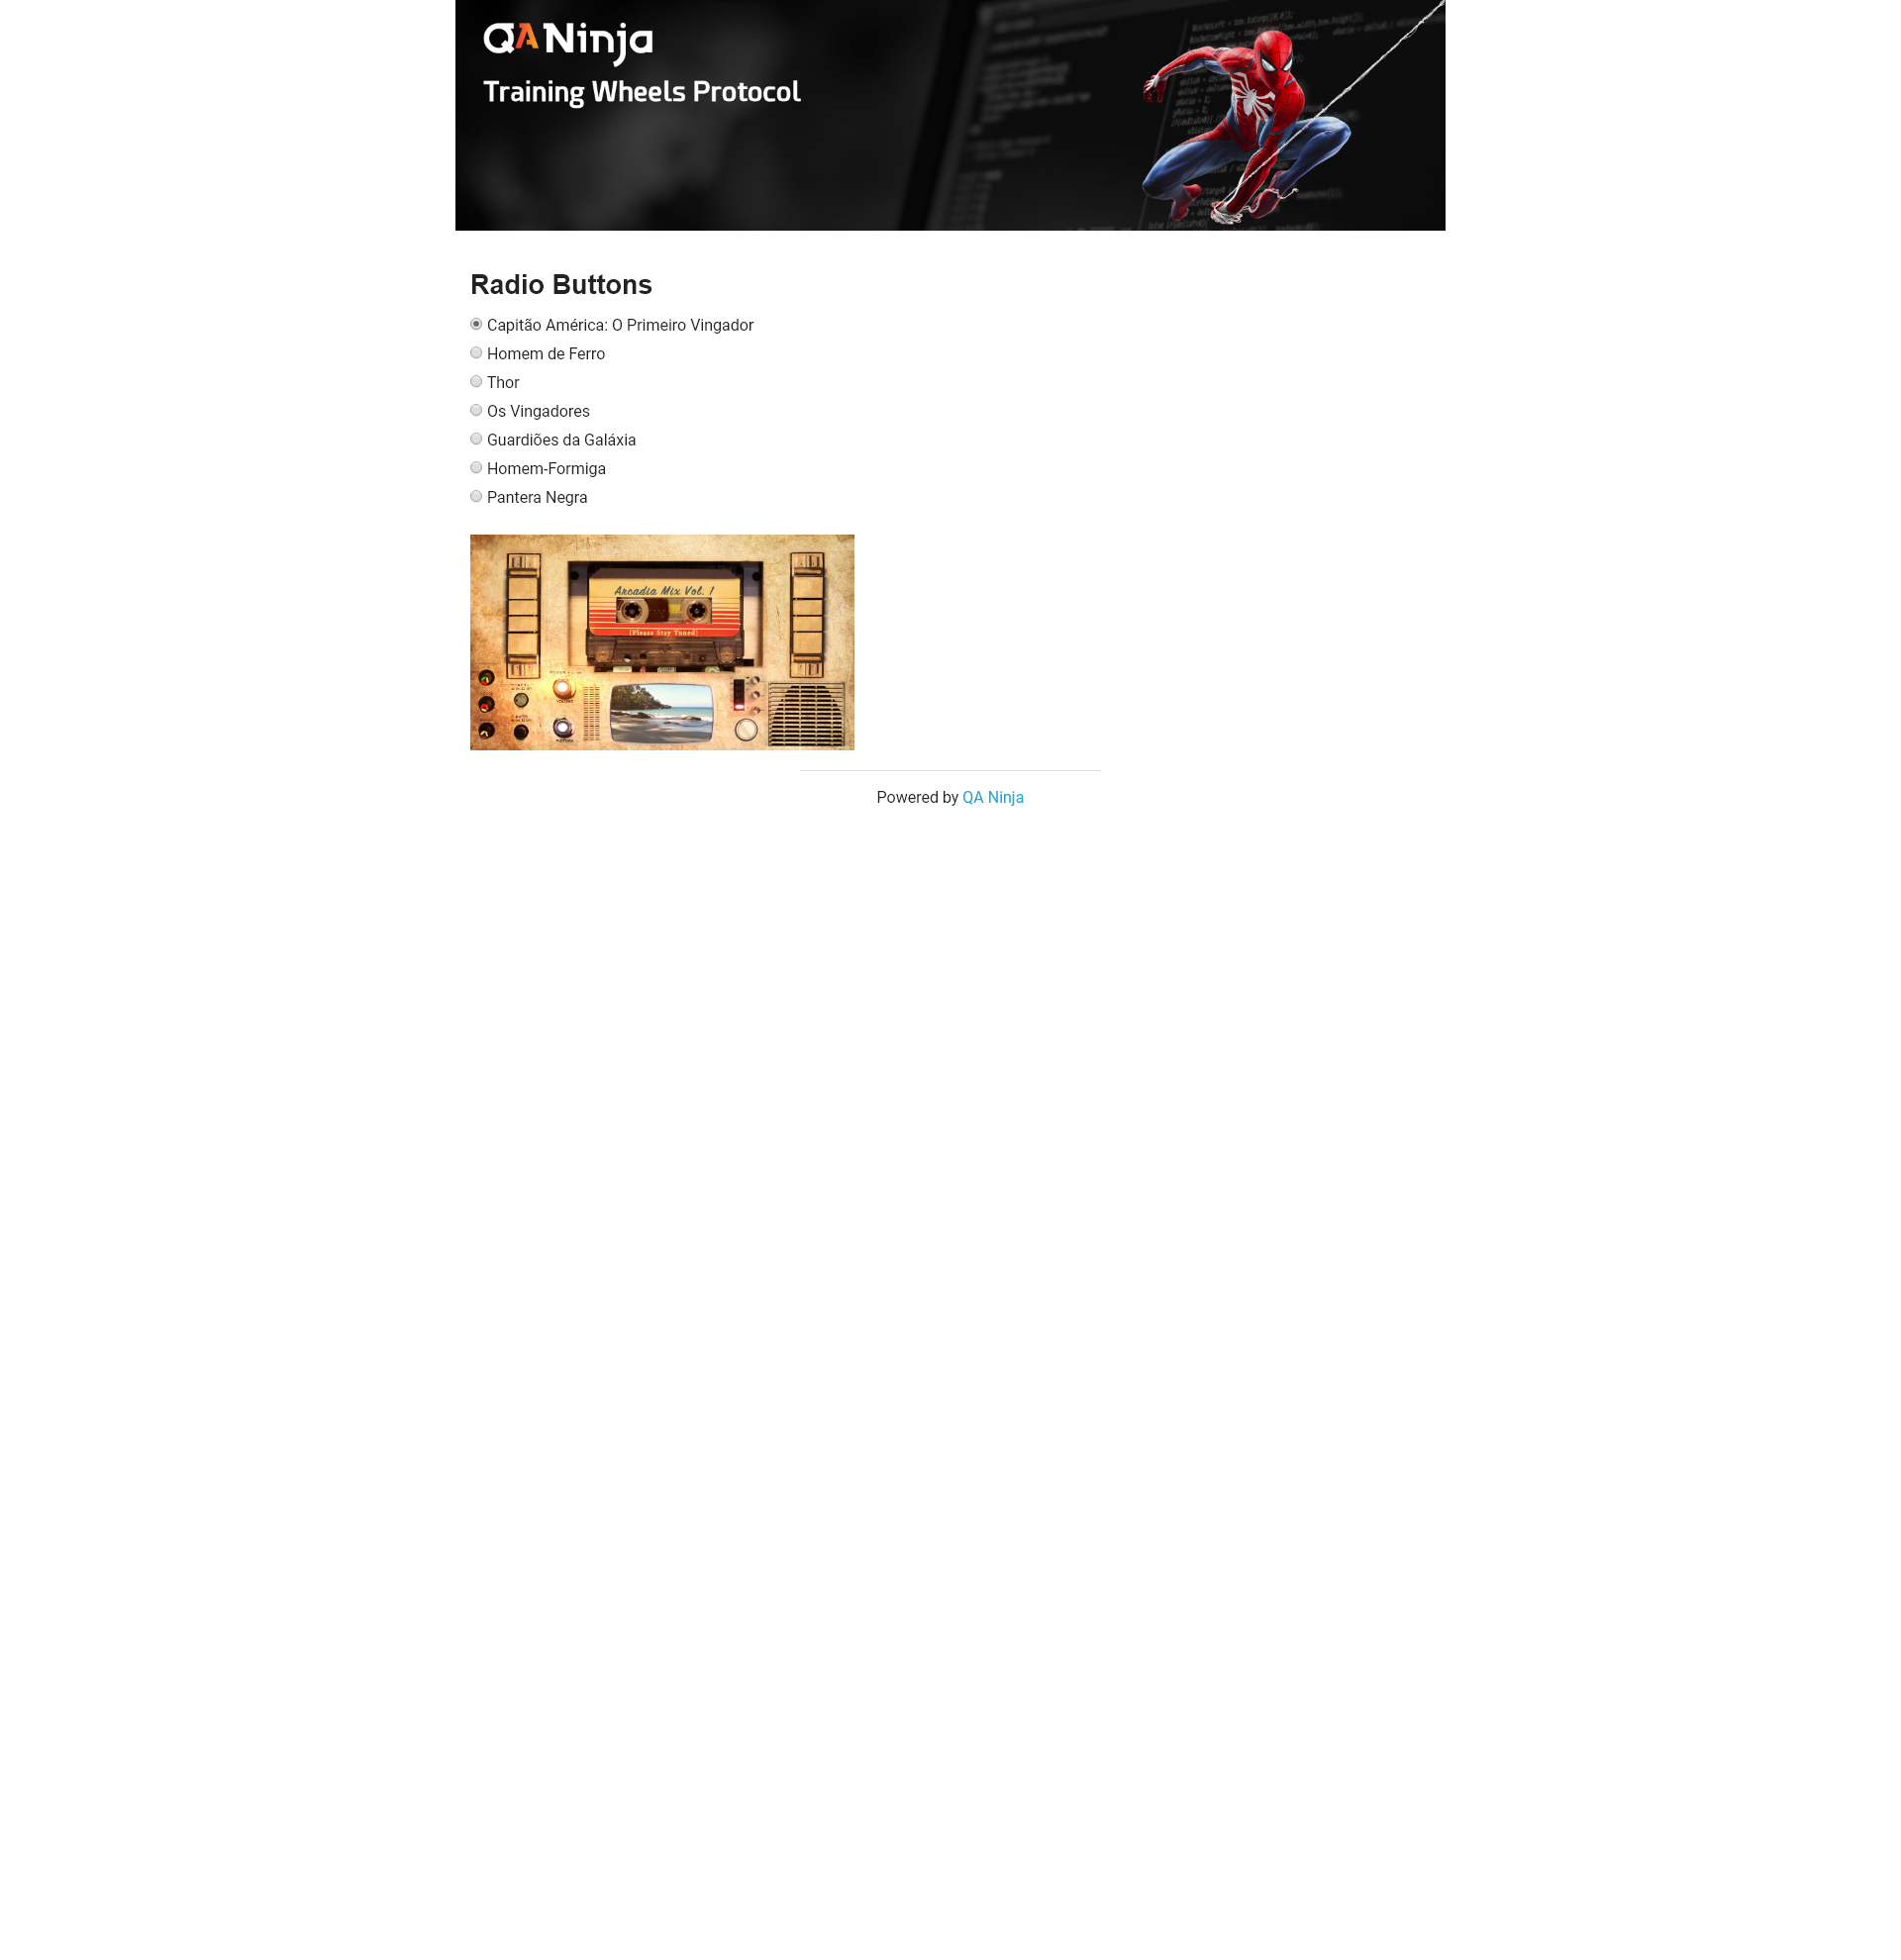 QA Ninja
Training Wheels Protocol
Radio Buttons
Capitão América: O Primeiro Vingador
Homem de Ferro
Thor
Os Vingadores
Guardiões da Galáxia
Homem-Formiga
Pantera Negra
Arcadia Mix Vol. 1
[Please Stay Tuned]
Powered by QA Ninja